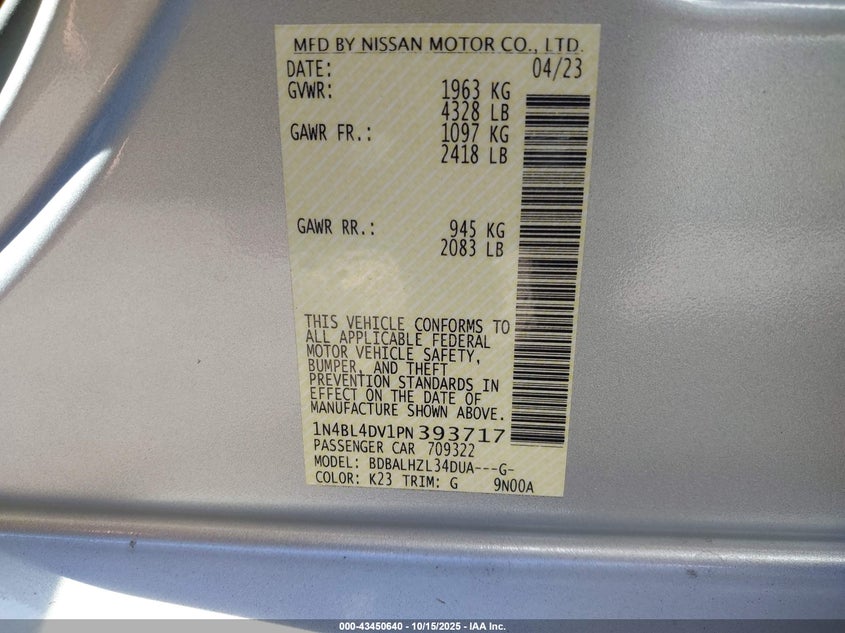 MFD BY NISSAN MOTOR CO., LTD.
DATE: 04/23
GVWR: 1963 KG
4328 LB
GAWR FR.: 1097 KG
2418 LB
GAWR RR.: 945 KG
2083 LB
THIS VEHICLE CONFORMS TO
ALL APPLICABLE FEDERAL
MOTOR VEHICLE SAFETY,
BUMPER, AND THEFT
PREVENTION STANDARDS IN
EFFECT ON THE DATE OF
MANUFACTURE SHOWN ABOVE.
1N4BL4DV1PN393717
PASSENGER CAR 709322
MODEL: BDBALHZL34DUA---G-
COLOR: K23 TRIM: G 9N00A
000-43450640 - 10/15/2025 - IAA Inc.